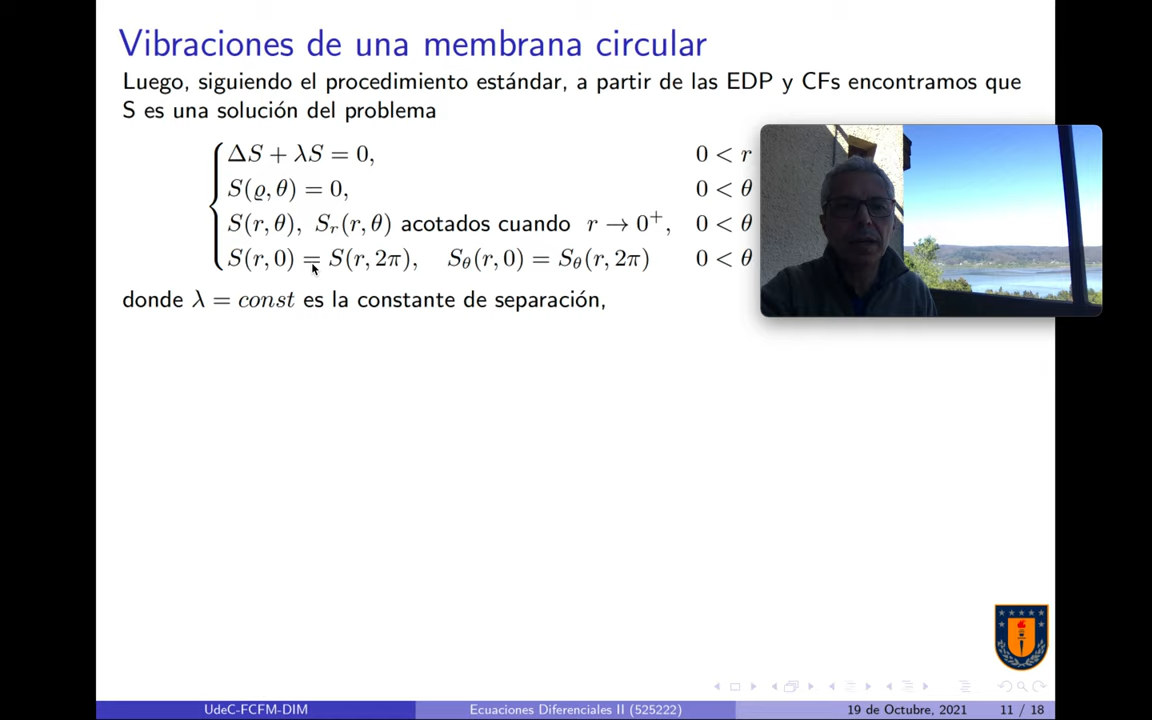 Vibraciones de una membrana circular
Luego, siguiendo el procedimiento estándar, a partir de las EDP y CFs encontramos que
S es una solución del problema
ΔS + λS = 0, 0 < r
S(ϱ, θ) = 0, 0 < θ
S(r, θ), Sᵣ(r, θ) acotados cuando r → 0⁺, 0 < θ
S(r, 0) = S(r, 2π), S_θ(r, 0) = S_θ(r, 2π) 0 < θ
donde λ = const es la constante de separación,
UdeC-FCFM-DIM Ecuaciones Diferenciales II (525222) 19 de Octubre, 2021 11 / 18